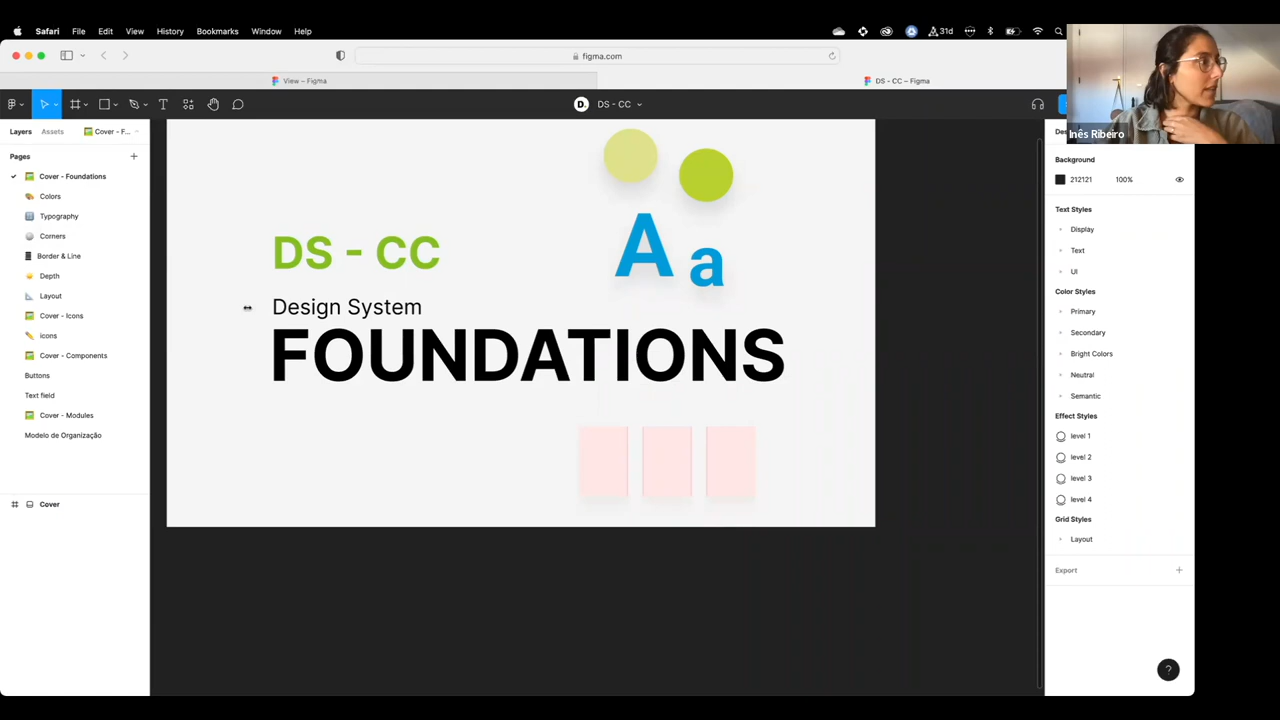 Safari File Edit View History Bookmarks Window Help
31d
figma.com
View – Figma
DS - CC – Figma
DS - CC
Layers Assets Cover - F...
Pages
Cover - Foundations
Colors
Typography
Corners
Border & Line
Depth
Layout
Cover - Icons
icons
Cover - Components
Buttons
Text field
Cover - Modules
Modelo de Organização
Cover
DS - CC
Design System
FOUNDATIONS
Aa
Inês Ribeiro
Background
212121 100%
Text Styles
Display
Text
UI
Color Styles
Primary
Secondary
Bright Colors
Neutral
Semantic
Effect Styles
level 1
level 2
level 3
level 4
Grid Styles
Layout
Export
?